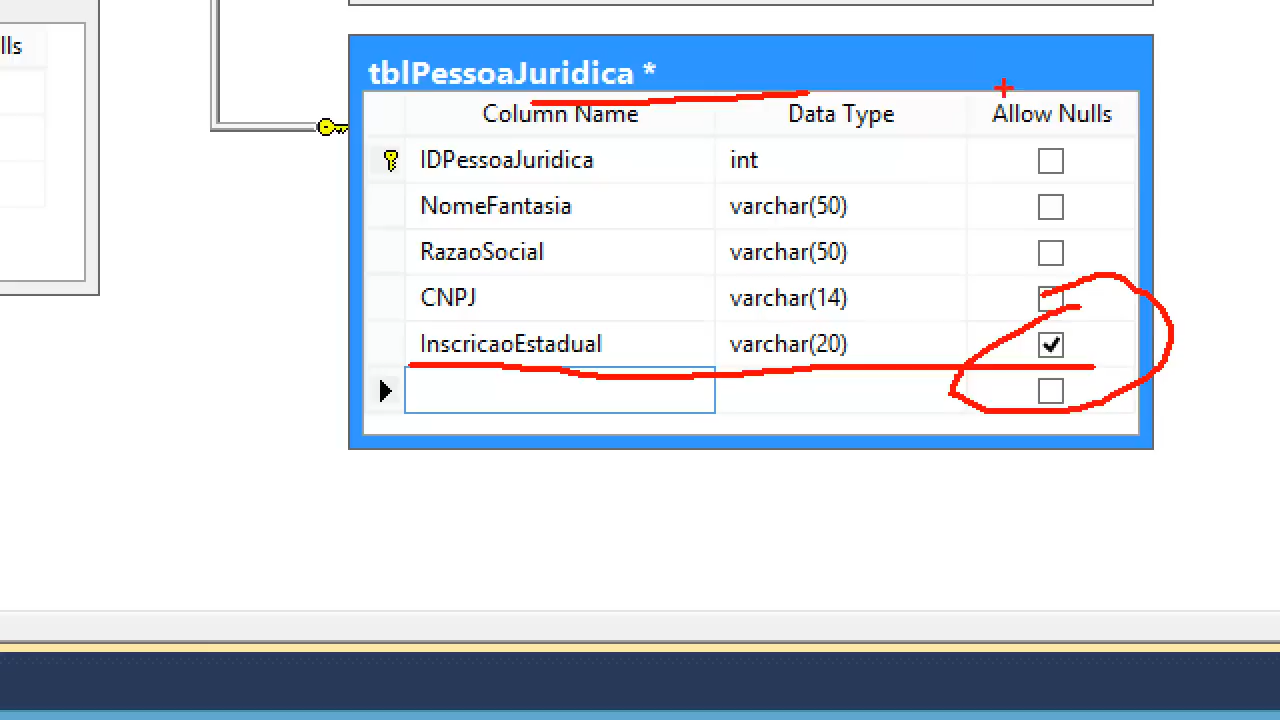 lls
tblPessoaJuridica *
Column Name Data Type Allow Nulls
IDPessoaJuridica int
NomeFantasia varchar(50)
RazaoSocial varchar(50)
CNPJ varchar(14)
InscricaoEstadual varchar(20)